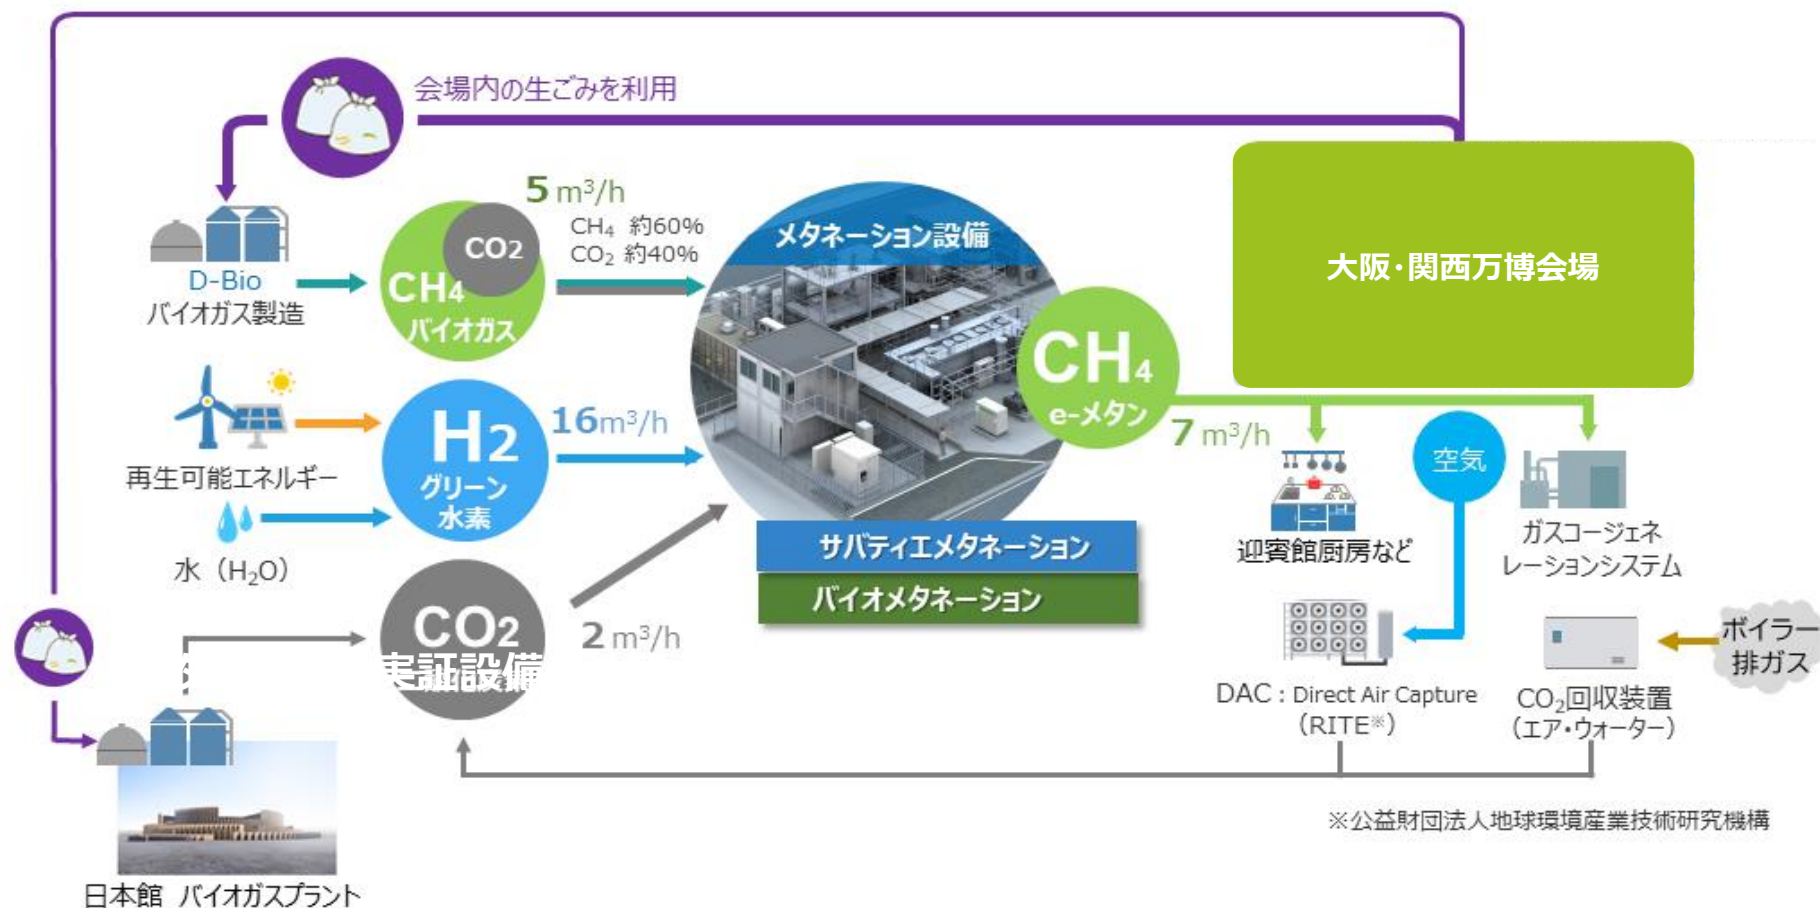 会場内の生ごみを利用
5 m³/h
CH₄ 約60%
CO₂ 約40%
D-Bio
バイオガス製造
CO2
CH4
バイオガス
メタネーション設備
大阪・関西万博会場
CH4
e-メタン
7 m³/h
再生可能エネルギー
水（H₂O）
H2
グリーン
水素
16m³/h
サバティエメタネーション
バイオメタネーション
空気
迎賓館厨房など
ガスコージェネ
レーションシステム
CO2
実証設備
2 m³/h
DAC : Direct Air Capture
（RITE※）
CO₂回収装置
（エア・ウォーター）
ボイラー
排ガス
※公益財団法人地球環境産業技術研究機構
日本館 バイオガスプラント